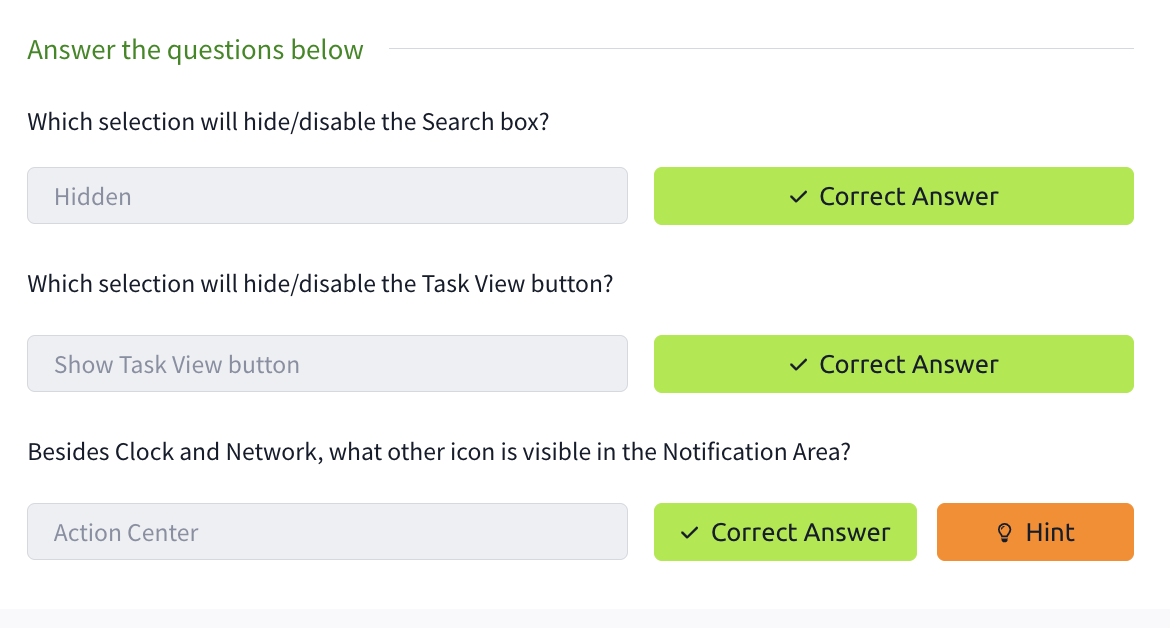 Answer the questions below
Which selection will hide/disable the Search box?
Hidden
Correct Answer
Which selection will hide/disable the Task View button?
Show Task View button
Correct Answer
Besides Clock and Network, what other icon is visible in the Notification Area?
Action Center
Correct Answer
Hint